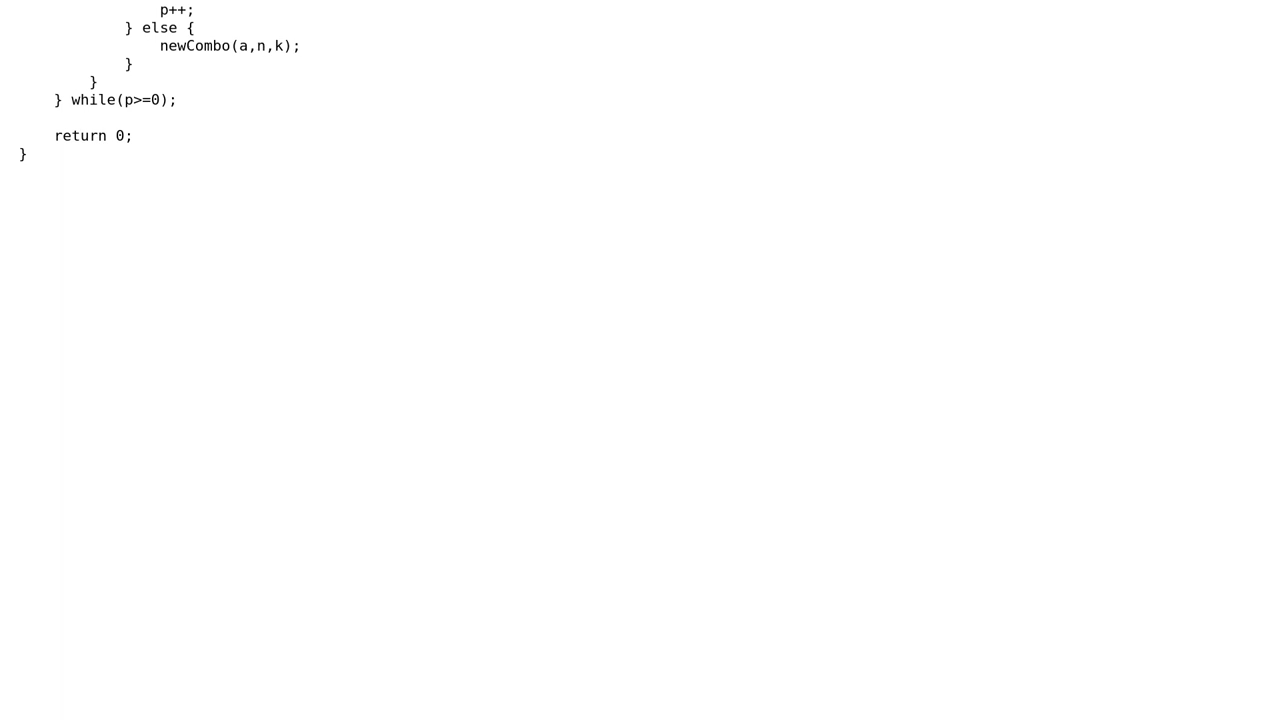 p++;
            } else {
                newCombo(a,n,k);
            }
        }
    } while(p>=0);

    return 0;
}